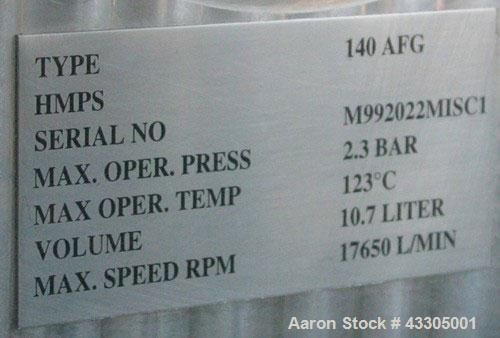 TYPE 140 AFG
HMPS
SERIAL NO M992022MISC1
MAX. OPER. PRESS 2.3 BAR
MAX OPER. TEMP 123°C
VOLUME 10.7 LITER
MAX. SPEED RPM 17650 L/MIN
Aaron Stock # 43305001